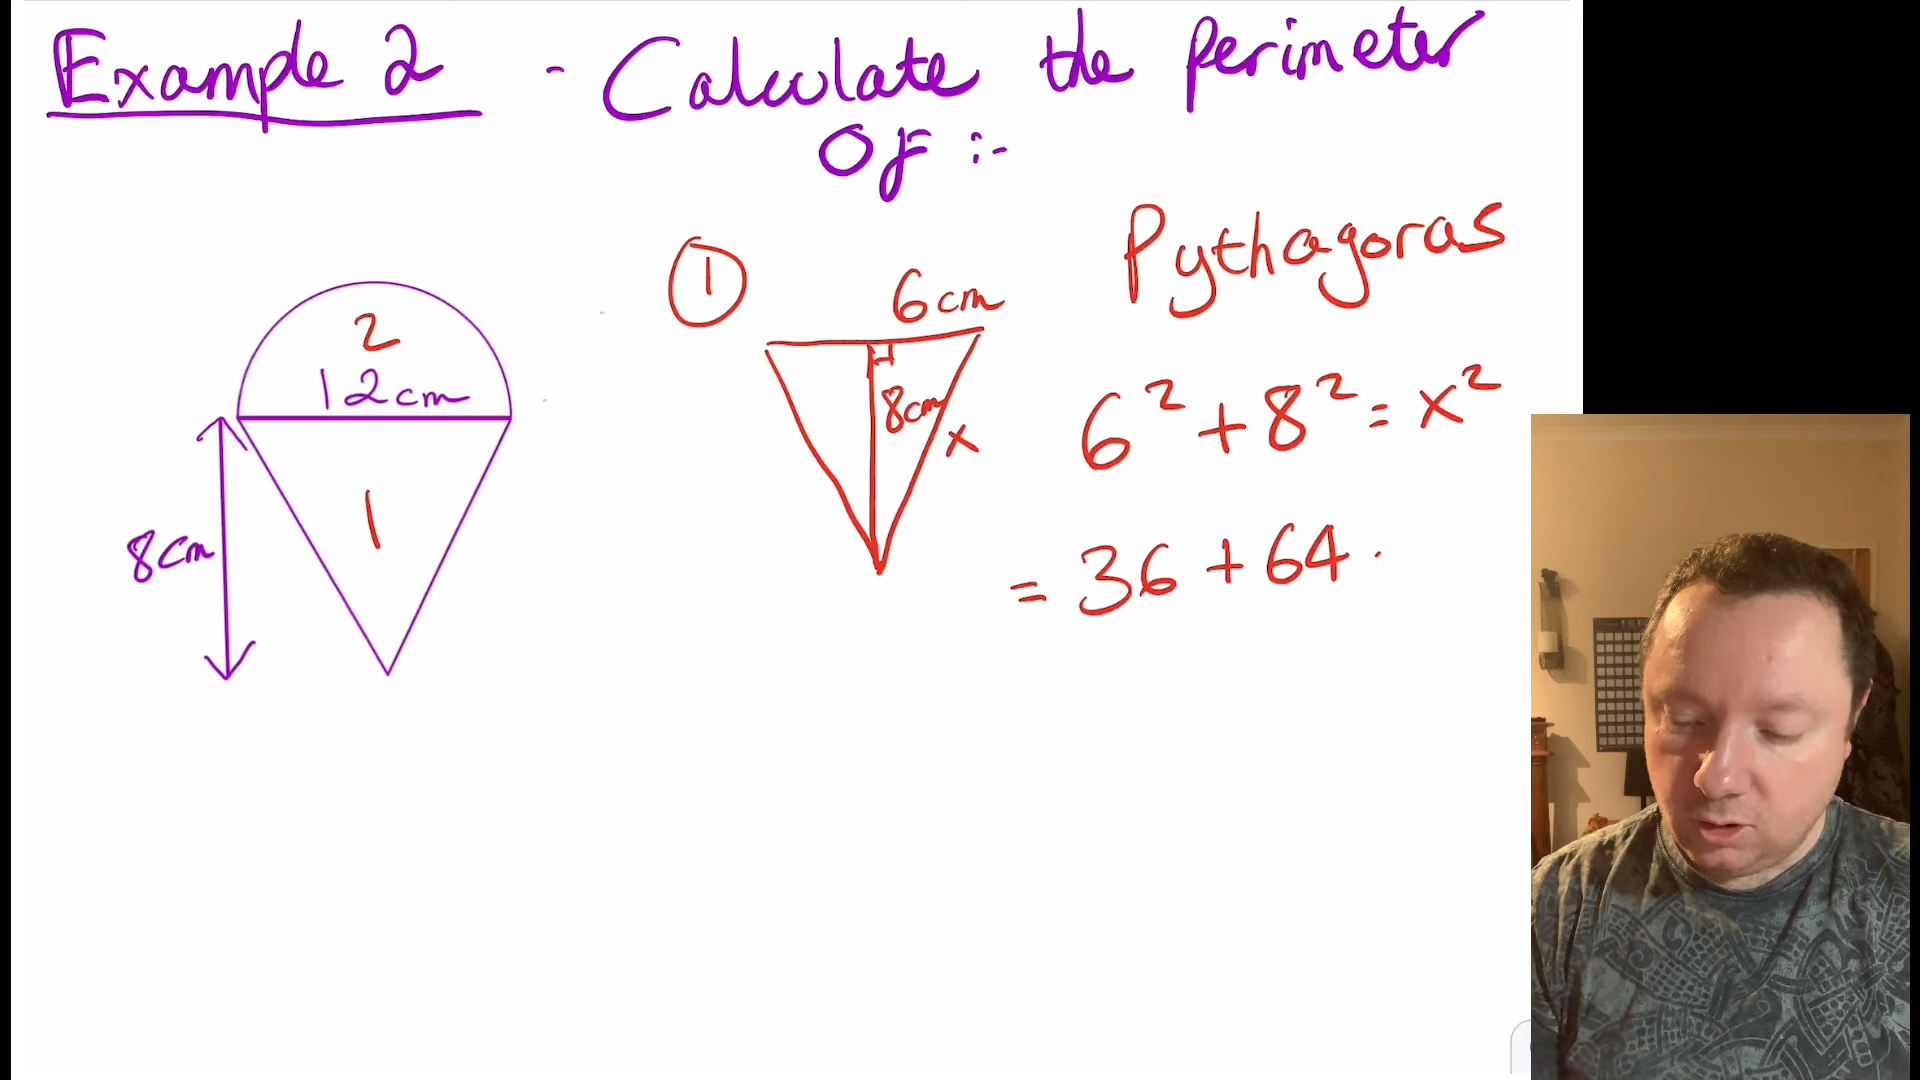 Example 2 - Calculate the perimeter
of :-
2
12cm
8cm
1
1
6cm
8cm
x
Pythagoras
6² + 8² = x²
= 36 + 64